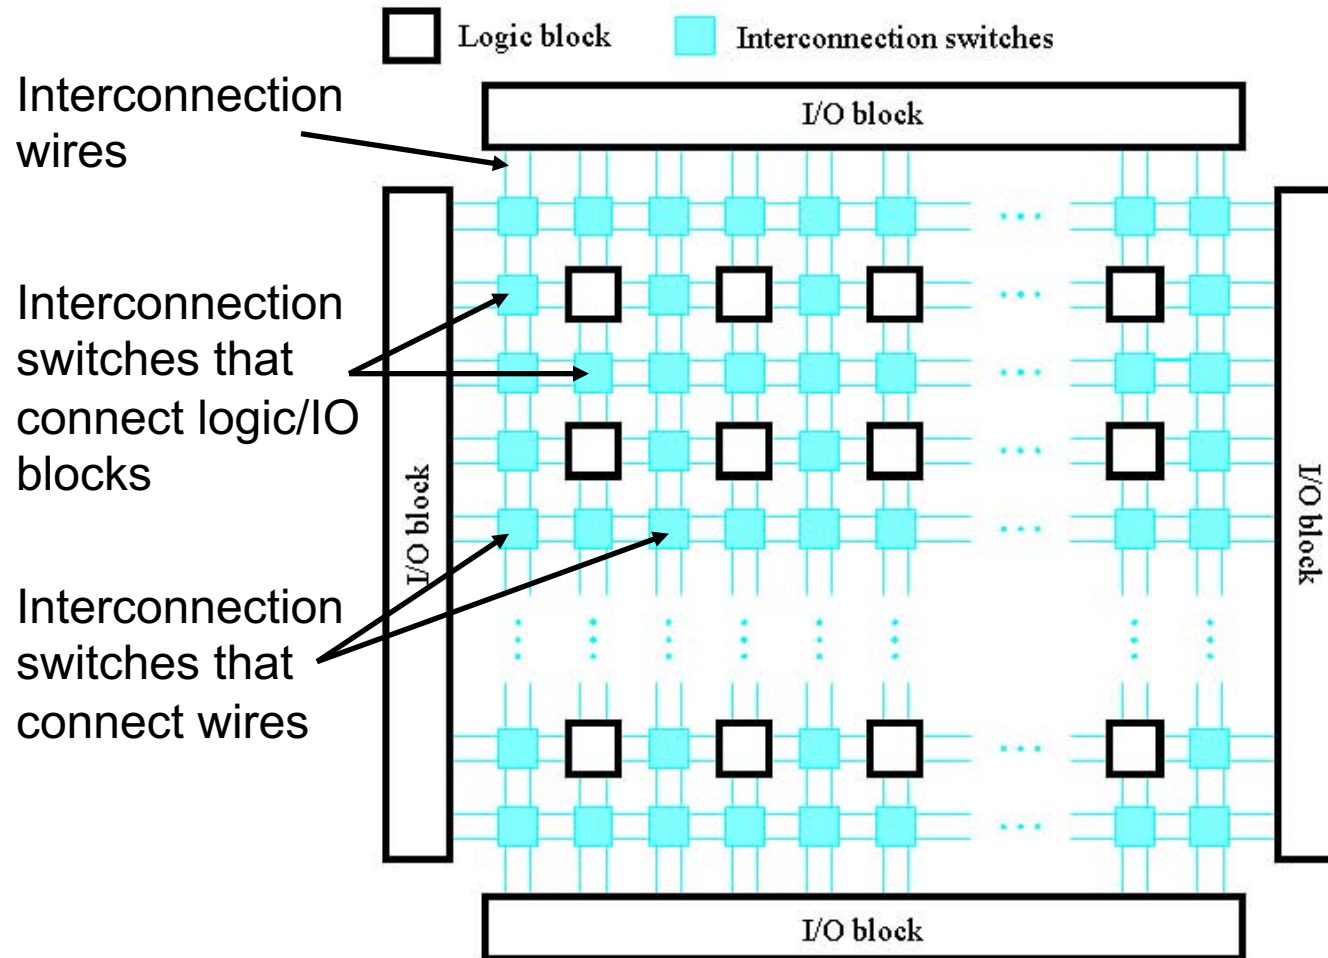 Logic block
Interconnection switches
Interconnection
wires
I/O block
Interconnection
switches that
connect logic/IO
blocks
I/O block
I/O block
Interconnection
switches that
connect wires
I/O block